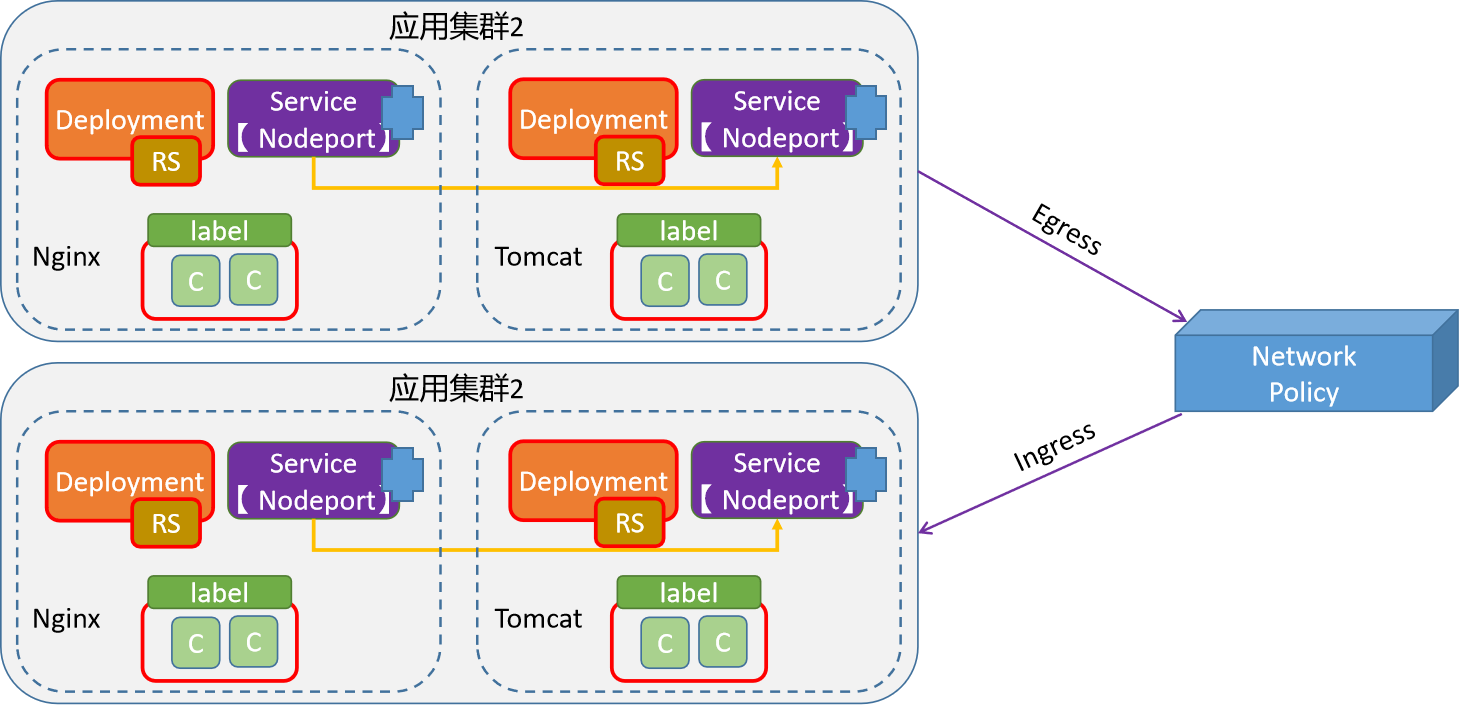 应用集群2
Deployment
RS
Service
【 Nodeport】
Deployment
RS
Service
【 Nodeport】
Nginx
label
C C
Tomcat
label
C C
Egress
Network
Policy
Ingress
应用集群2
Deployment
RS
Service
【 Nodeport】
Deployment
RS
Service
【 Nodeport】
Nginx
label
C C
Tomcat
label
C C